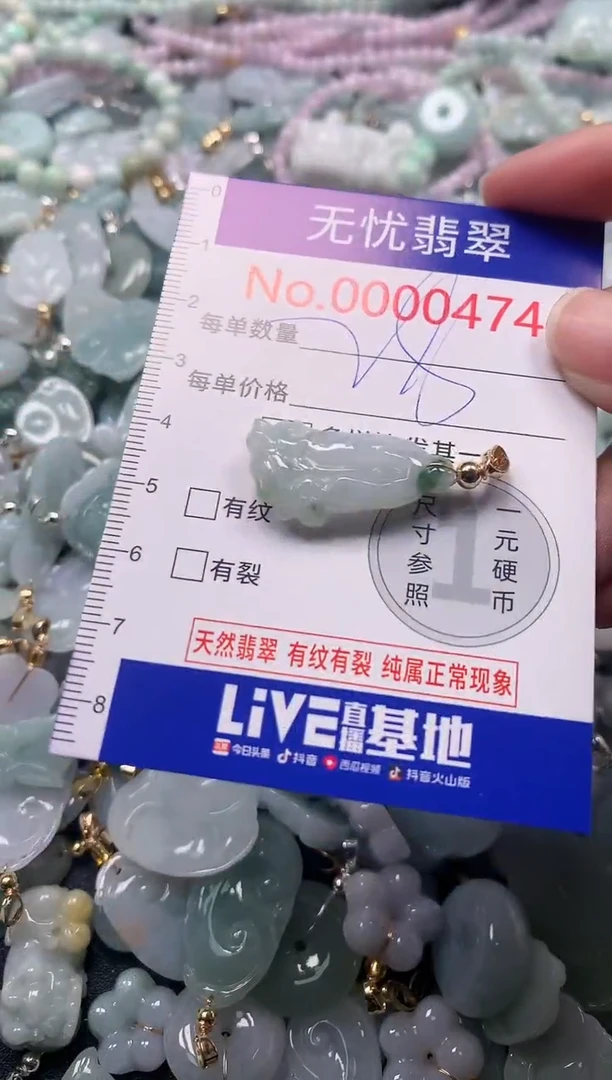 0
无忧翡翠
1
No.0000474
2
每单数量
3
每单价格
4
5
有纹
尺寸参照
1
一元硬币
6
有裂
7
天然翡翠 有纹有裂 纯属正常现象
8
LiVE直播基地
今日头条 抖音 西瓜视频 抖音火山版